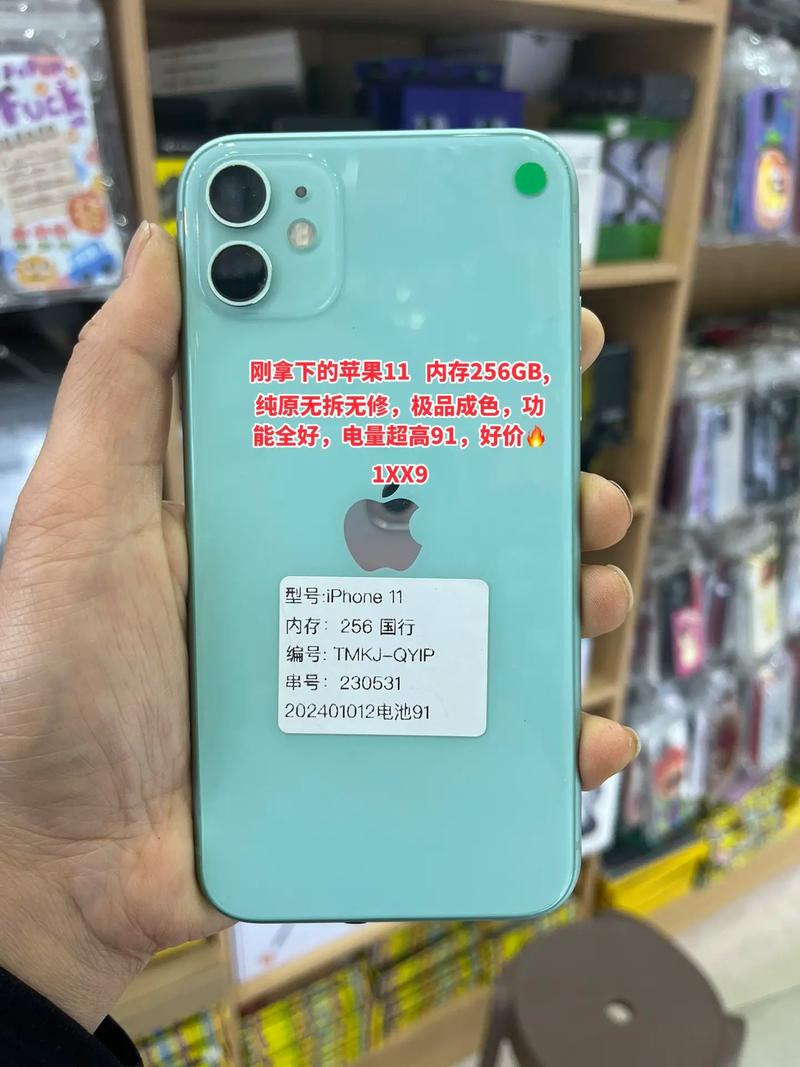 Fuck
刚拿下的苹果11 内存256GB,
纯原无拆无修，极品成色，功
能全好，电量超高91，好价🔥
1XX9
型号:iPhone 11
内存：256 国行
编号: TMKJ-QYIP
串号：230531
202401012电池91